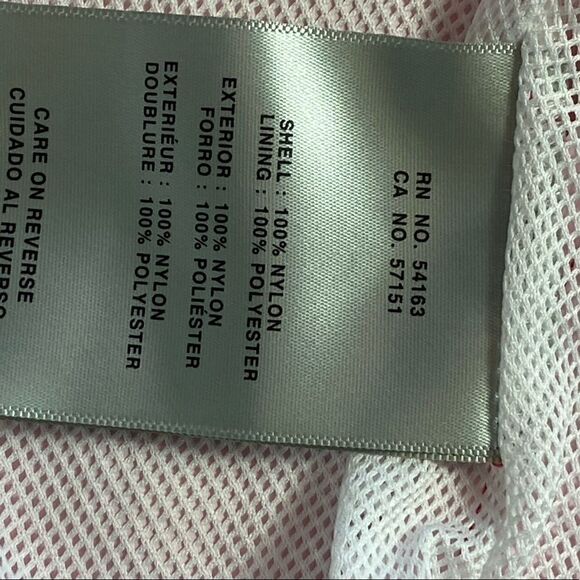 RN NO. 54163
CA NO. 57151
SHELL : 100% NYLON
LINING : 100% POLYESTER
EXTERIOR : 100% NYLON
FORRO : 100% POLIÉSTER
EXTERIÉUR : 100% NYLON
DOUBLURE : 100% POLYESTER
CARE ON REVERSE
CUIDADO AL REVERSO